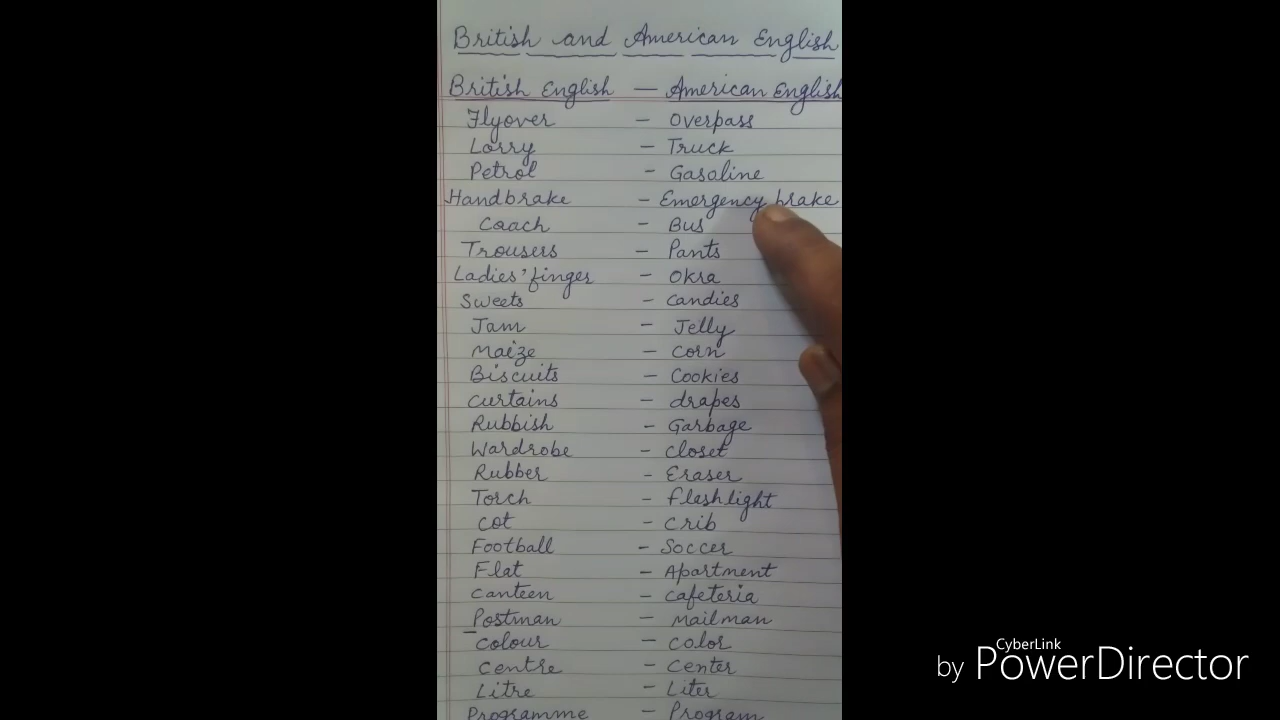 British and American English
British English — American English
Flyover - Overpass
Lorry - Truck
Petrol - Gasoline
Handbrake - Emergency brake
Coach - Bus
Trousers - Pants
Ladies' finger - Okra
Sweets - Candies
Jam - Jelly
Maize - Corn
Biscuits - Cookies
curtains - drapes
Rubbish - Garbage
Wardrobe - closet
Rubber - Eraser
Torch - flashlight
cot - crib
Football - Soccer
Flat - Apartment
canteen - cafeteria
Postman - Mailman
colour - color
centre - center
Litre - Liter
Programme - Program
CyberLink
by PowerDirector